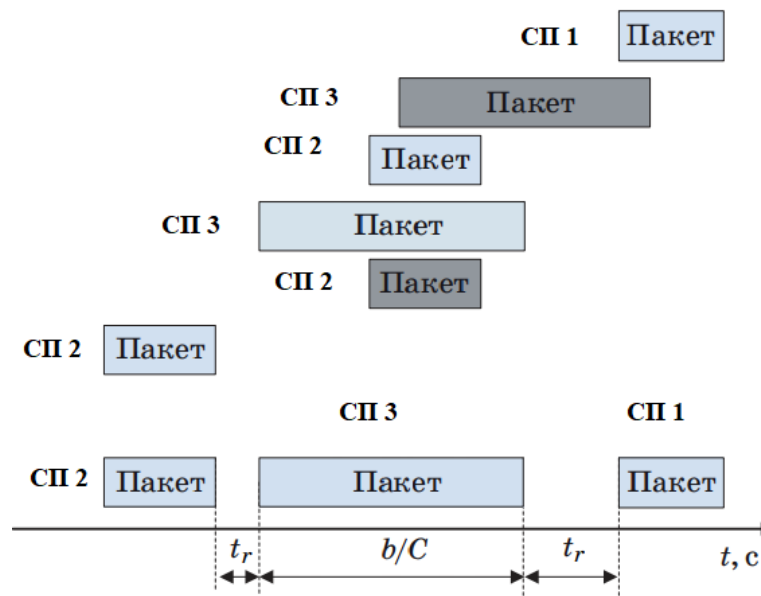 СП 1 Пакет
СП 3 Пакет
СП 2 Пакет
СП 3 Пакет
СП 2 Пакет
СП 2 Пакет
СП 3 СП 1
СП 2 Пакет Пакет Пакет
t_r b/C t_r t, с